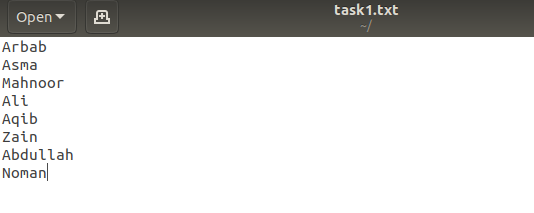 Open
task1.txt
~/
Arbab
Asma
Mahnoor
Ali
Aqib
Zain
Abdullah
Noman